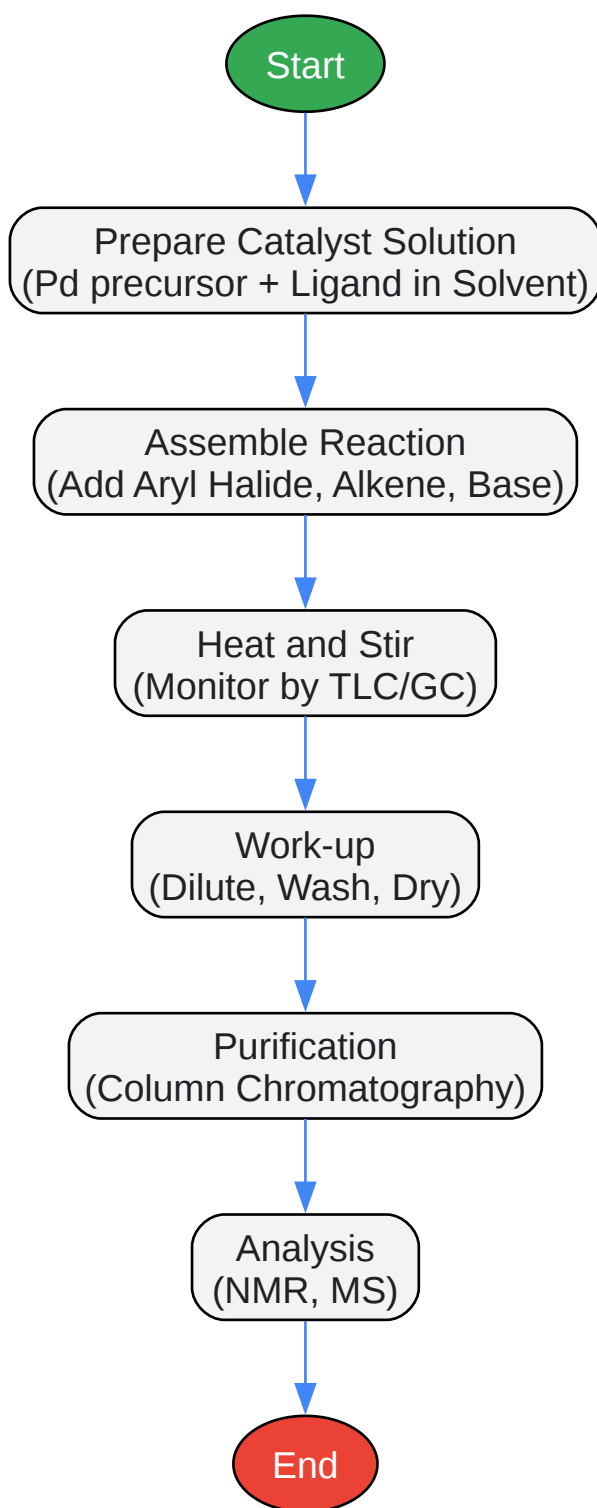 Start
Prepare Catalyst Solution
(Pd precursor + Ligand in Solvent)
Assemble Reaction
(Add Aryl Halide, Alkene, Base)
Heat and Stir
(Monitor by TLC/GC)
Work-up
(Dilute, Wash, Dry)
Purification
(Column Chromatography)
Analysis
(NMR, MS)
End